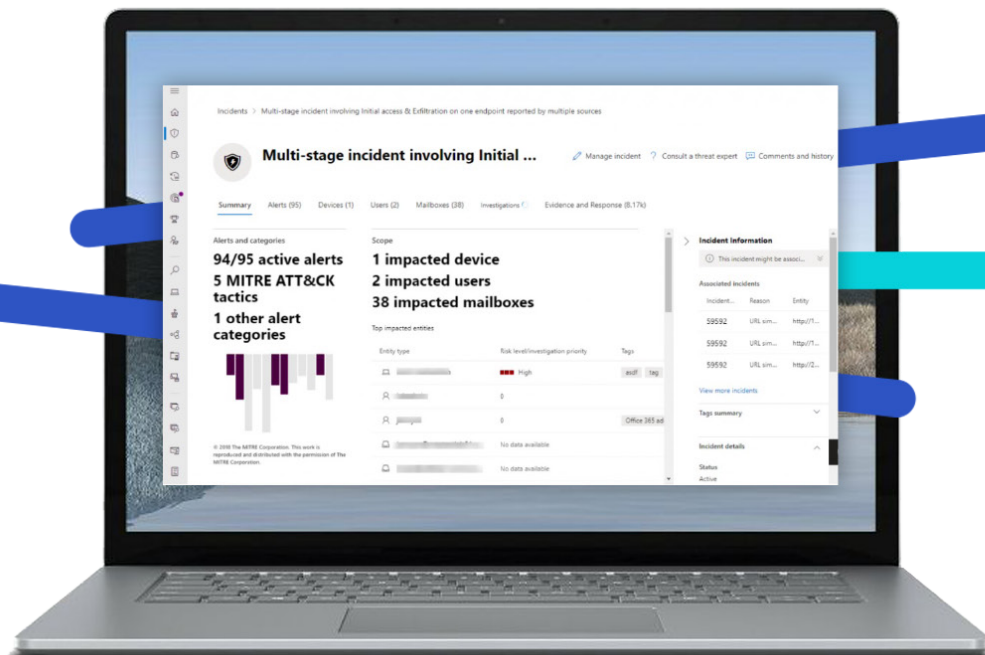 Incidents > Multi-stage incident involving Initial access & Exfiltration on one endpoint reported by multiple sources
Multi-stage incident involving Initial ...
Manage incident ? Consult a threat expert Comments and history
Summary Alerts (95) Devices (1) Users (2) Mailboxes (38) Investigations Evidence and Response (8.17k)
Alerts and categories
94/95 active alerts
5 MITRE ATT&CK
tactics
1 other alert
categories
© 2018 The MITRE Corporation. This work is
reproduced and distributed with the permission of The
MITRE Corporation.
Scope
1 impacted device
2 impacted users
38 impacted mailboxes
Top impacted entities
Entity type Risk level/investigation priority Tags
High asdf tag
0
0 Office 365 ad
No data available
No data available
Incident Information
This incident might be associ...
Associated incidents
Incident... Reason Entity
59592 URL sim... http://1...
59592 URL sim... http://1...
59592 URL sim... http://2...
View more incidents
Tags summary
Incident details
Status
Active